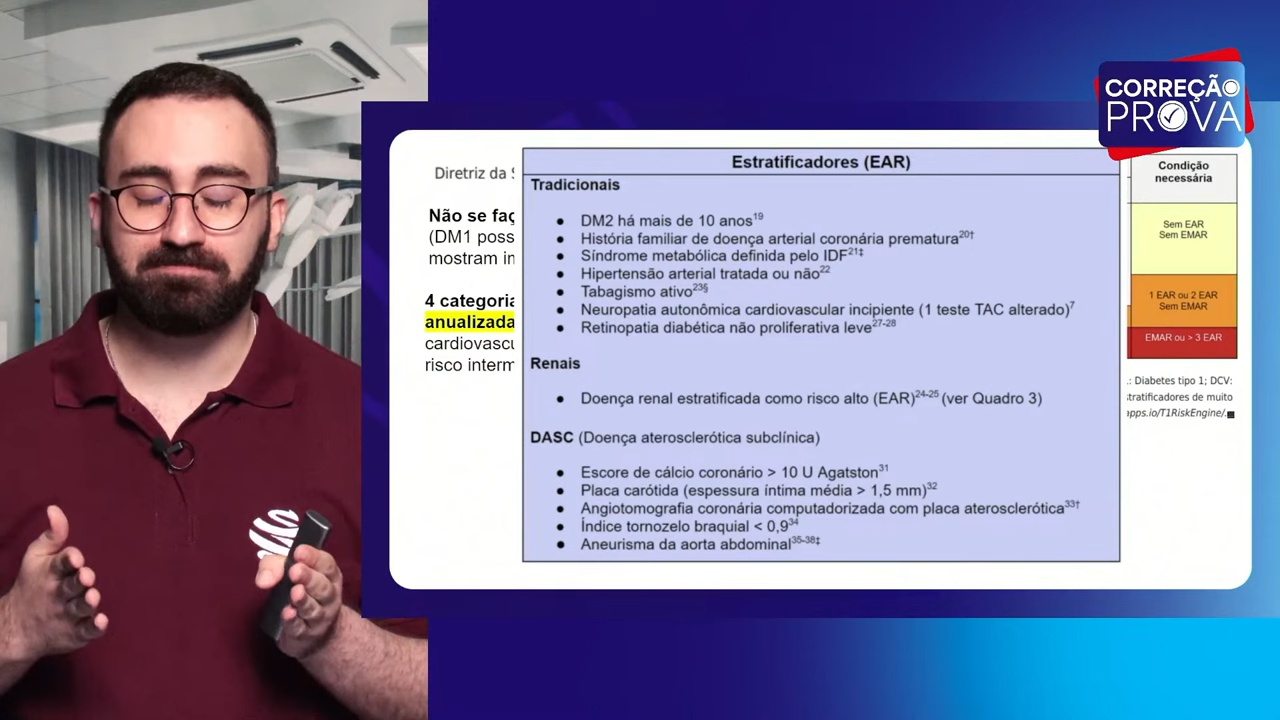 CORREÇÃO
PROVA
Diretriz da
Não se faç
(DM1 poss
mostram in
4 categoria
anualizada
cardiovascu
risco interm
Estratificadores (EAR)
Tradicionais
● DM2 há mais de 10 anos19
● História familiar de doença arterial coronária prematura20†
● Síndrome metabólica definida pelo IDF21‡
● Hipertensão arterial tratada ou não22
● Tabagismo ativo23§
● Neuropatia autonômica cardiovascular incipiente (1 teste TAC alterado)7
● Retinopatia diabética não proliferativa leve27-28
Renais
● Doença renal estratificada como risco alto (EAR)24-25 (ver Quadro 3)
DASC (Doença aterosclerótica subclínica)
● Escore de cálcio coronário > 10 U Agatston31
● Placa carótida (espessura íntima média > 1,5 mm)32
● Angiotomografia coronária computadorizada com placa aterosclerótica33†
● Índice tornozelo braquial < 0,934
● Aneurisma da aorta abdominal35-38‡
Condição
necessária
Sem EAR
Sem EMAR
1 EAR ou 2 EAR
Sem EMAR
EMAR ou > 3 EAR
.: Diabetes tipo 1; DCV:
stratificadores de muito
apps.io/T1RiskEngine/.